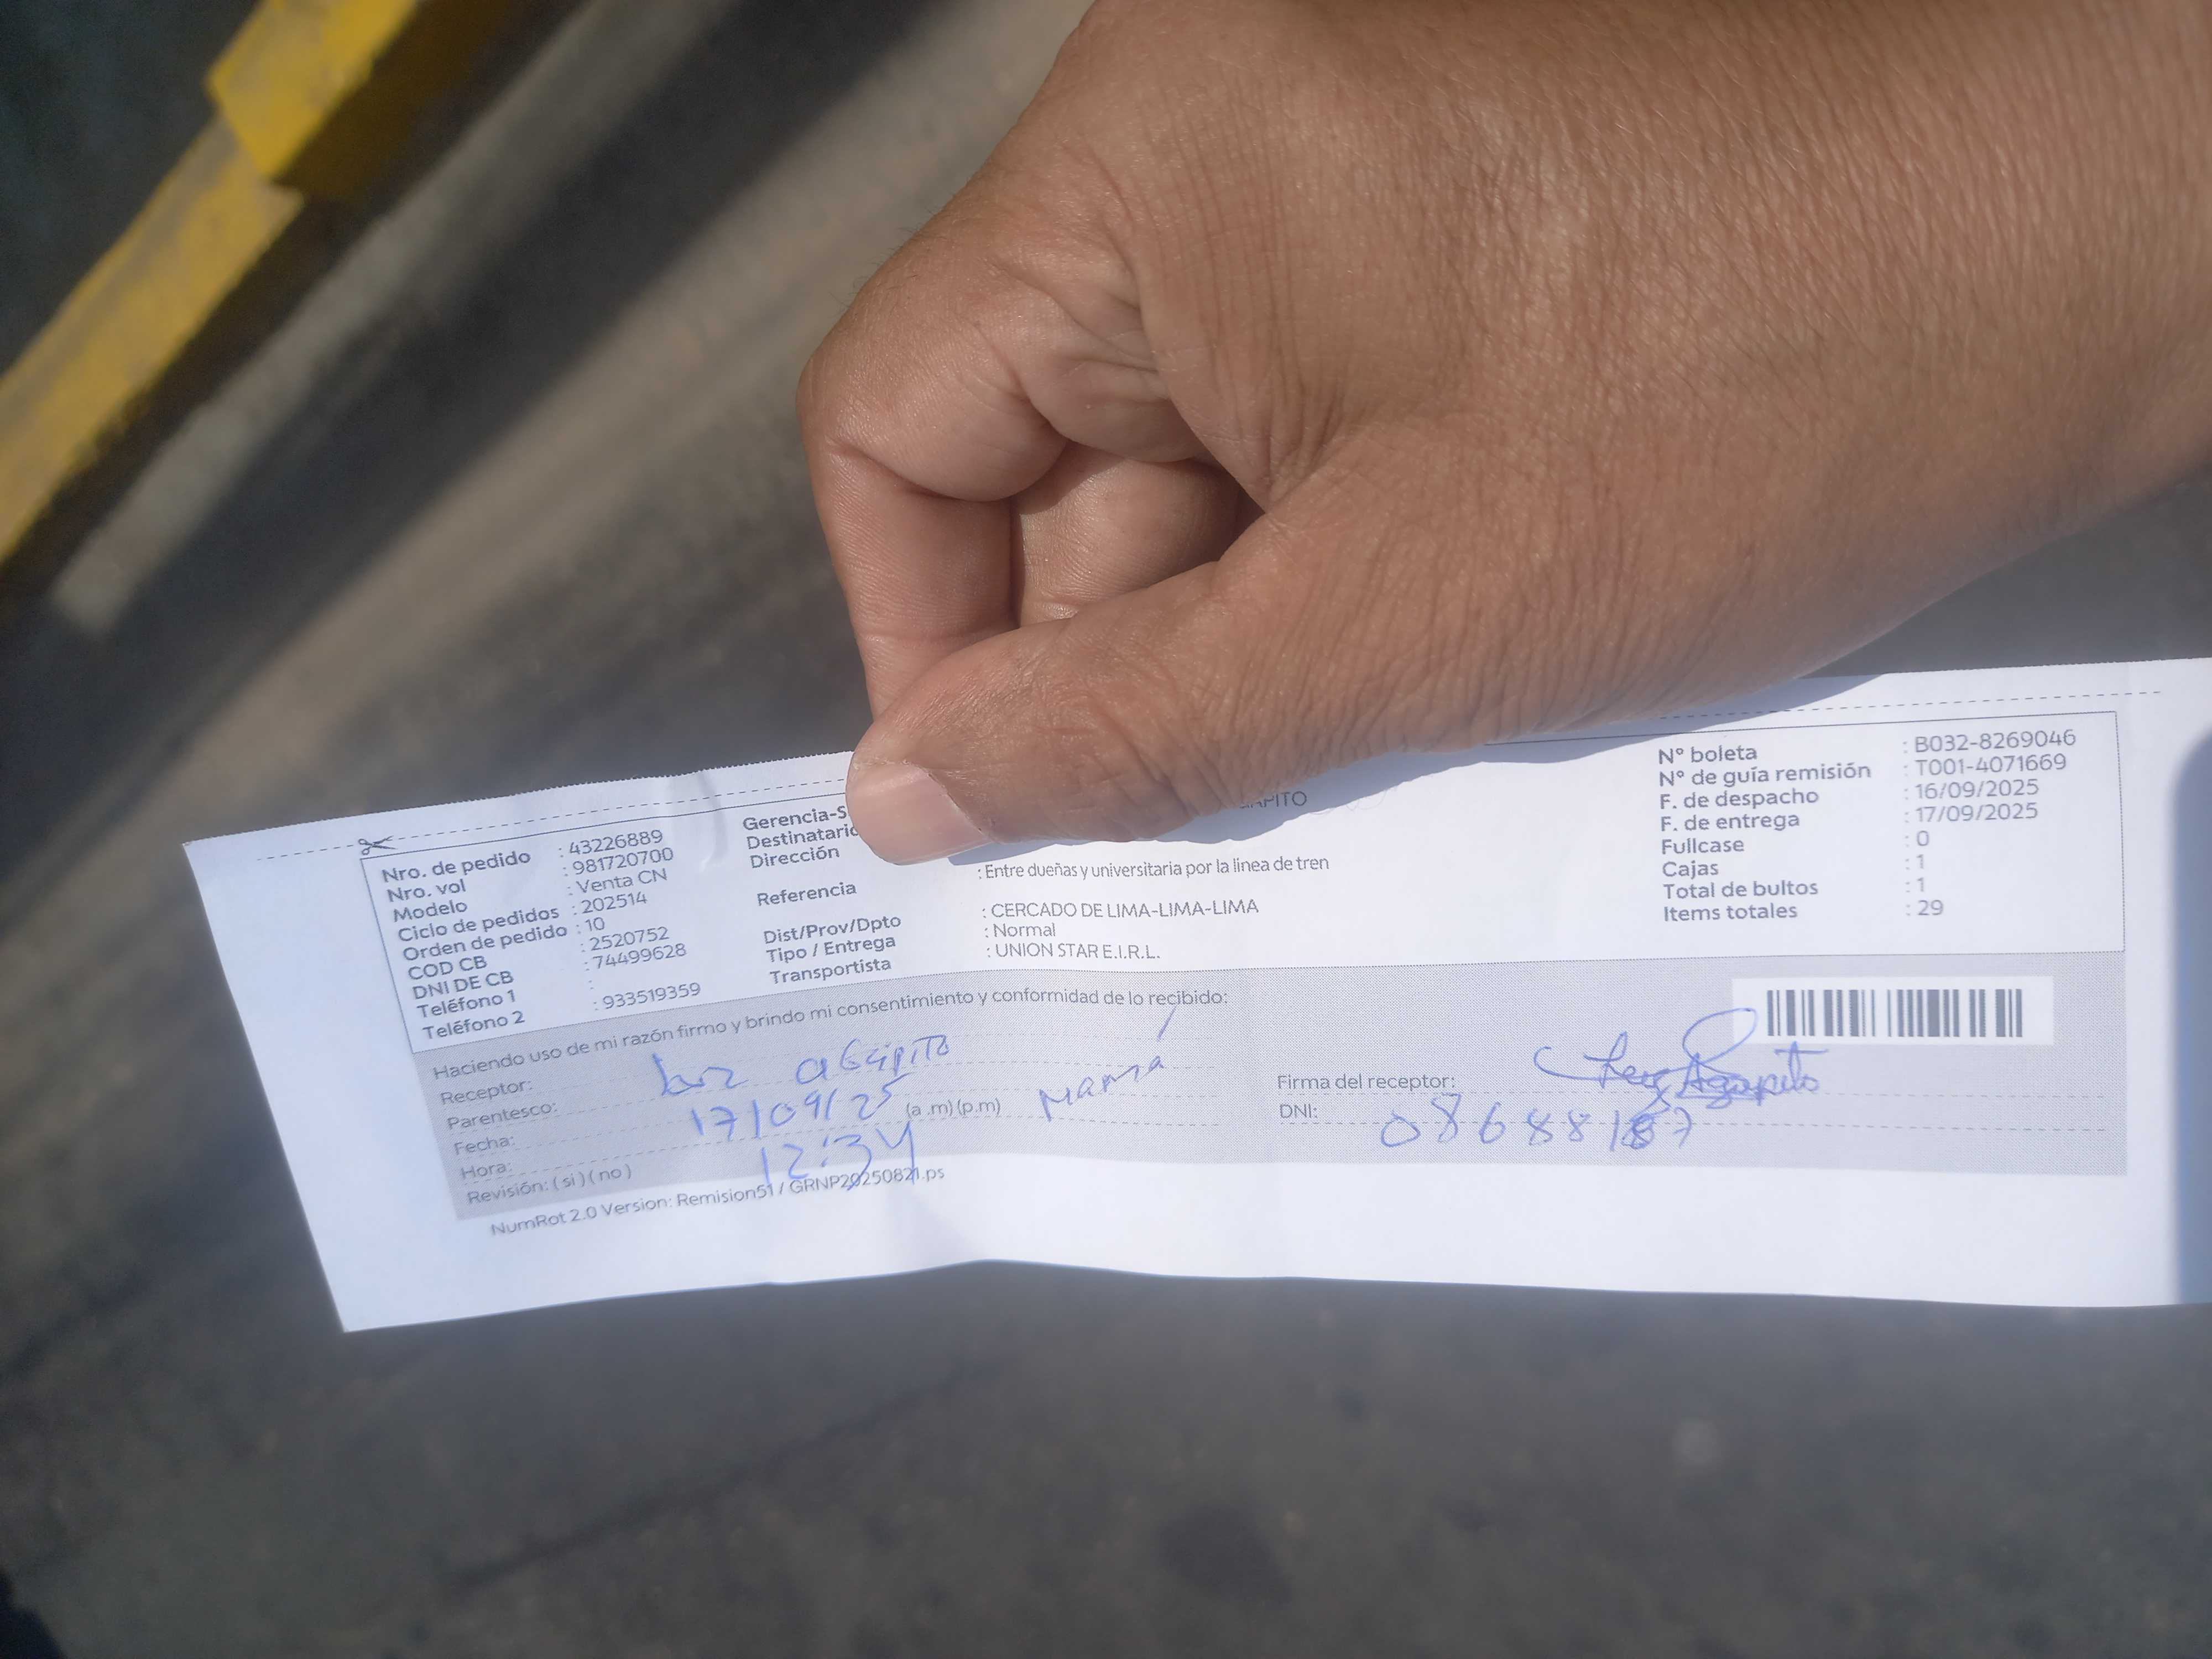 Nro. de pedido : 43226889
Nro. vol : 981720700
Modelo : Venta CN
Ciclo de pedidos : 202514
Orden de pedido : 10
COD CB : 2520752
DNI DE CB : 74499628
Teléfono 1 :
Teléfono 2 : 933519359
Gerencia-S
Destinatario
Dirección
Referencia : Entre dueñas y universitaria por la linea de tren
Dist/Prov/Dpto : CERCADO DE LIMA-LIMA-LIMA
Tipo / Entrega : Normal
Transportista : UNION STAR E.I.R.L.
N° boleta : B032-8269046
N° de guía remisión : T001-4071669
F. de despacho : 16/09/2025
F. de entrega : 17/09/2025
Fullcase : 0
Cajas : 1
Total de bultos : 1
Items totales : 29
Haciendo uso de mi razón firmo y brindo mi consentimiento y conformidad de lo recibido:
Receptor: Luz aGapito
Parentesco: Mamá
Fecha: 17/09/25
Hora: 12:34 (a .m) (p.m)
Revisión: ( si ) ( no )
Firma del receptor: Luz Agapito
DNI:
NumRot 2.0 Version: Remision51 / GRNP20250821.ps